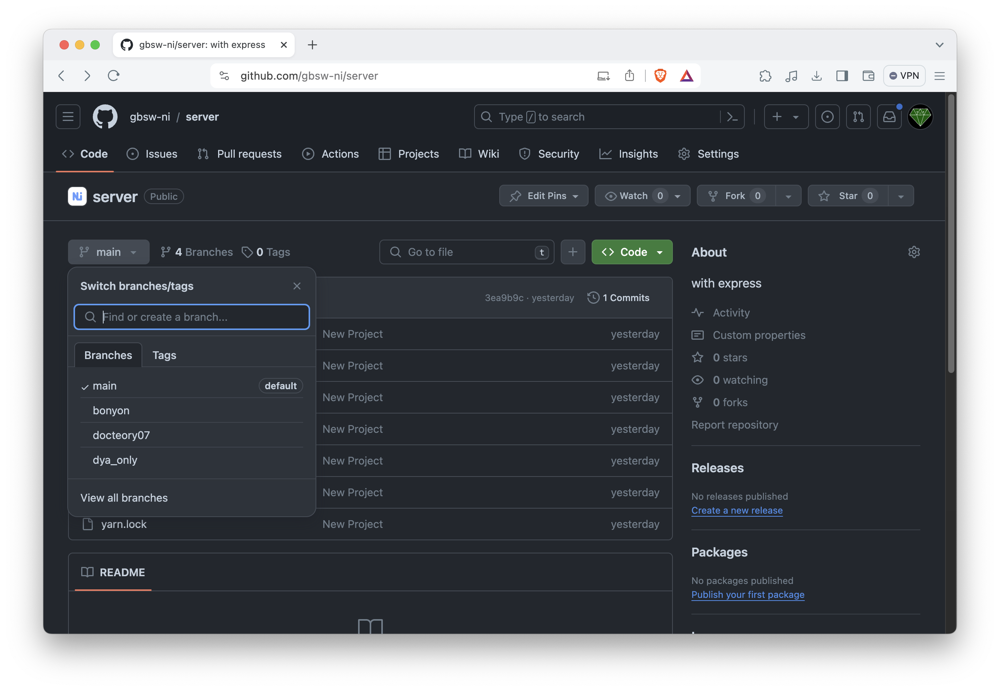 gbsw-ni/server: with express
github.com/gbsw-ni/server
VPN
gbsw-ni / server
Type / to search
Code
Issues
Pull requests
Actions
Projects
Wiki
Security
Insights
Settings
Ni
server
Public
Edit Pins
Watch 0
Fork 0
Star 0
main
4 Branches
0 Tags
Go to file
t
Code
Switch branches/tags
Find or create a branch...
Branches
Tags
main
default
bonyon
docteory07
dya_only
View all branches
3ea9b9c · yesterday
1 Commits
New Project yesterday
New Project yesterday
New Project yesterday
New Project yesterday
New Project yesterday
New Project yesterday
yarn.lock New Project yesterday
README
About
with express
Activity
Custom properties
0 stars
0 watching
0 forks
Report repository
Releases
No releases published
Create a new release
Packages
No packages published
Publish your first package